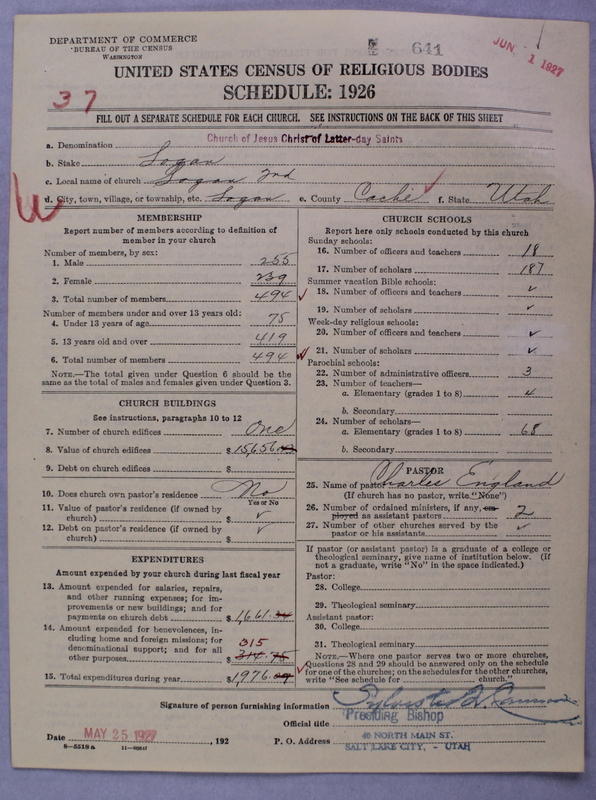 DEPARTMENT OF COMMERCE
BUREAU OF THE CENSUS
WASHINGTON
641
JUN 1 1927
UNITED STATES CENSUS OF RELIGIOUS BODIES
SCHEDULE: 1926
37
FILL OUT A SEPARATE SCHEDULE FOR EACH CHURCH. SEE INSTRUCTIONS ON THE BACK OF THIS SHEET
a. Denomination Church of Jesus Christ of Latter-day Saints
b. Stake Logan
c. Local name of church Logan 2nd
d. City, town, village, or township, etc. Logan e. County Cache f. State Utah
MEMBERSHIP
Report number of members according to definition of
member in your church
Number of members, by sex:
1. Male 255
2. Female 239
3. Total number of members 494
Number of members under and over 13 years old:
4. Under 13 years of age 75
5. 13 years old and over 419
6. Total number of members 494
NOTE.—The total given under Question 6 should be the
same as the total of males and females given under Question 3.
CHURCH BUILDINGS
See instructions, paragraphs 10 to 12
7. Number of church edifices One
8. Value of church edifices $15,656.00
9. Debt on church edifices $
10. Does church own pastor's residence No
Yes or No
11. Value of pastor's residence (if owned by
church) $ ✓
12. Debt on pastor's residence (if owned by
church) $ ✓
EXPENDITURES
Amount expended by your church during last fiscal year
13. Amount expended for salaries, repairs,
and other running expenses; for im-
provements or new buildings; and for
payments on church debt $1,661.
14. Amount expended for benevolences, in-
cluding home and foreign missions; for
denominational support; and for all 315
other purposes 314.75
15. Total expenditures during year $1,976.
CHURCH SCHOOLS
Report here only schools conducted by this church
Sunday schools:
16. Number of officers and teachers 18
17. Number of scholars 187
Summer vacation Bible schools:
18. Number of officers and teachers ✓
19. Number of scholars ✓
Week-day religious schools:
20. Number of officers and teachers ✓
21. Number of scholars ✓
Parochial schools:
22. Number of administrative officers 3
23. Number of teachers—
a. Elementary (grades 1 to 8) 4
b. Secondary
24. Number of scholars—
a. Elementary (grades 1 to 8) 68
b. Secondary
PASTOR
25. Name of pastor Charles England
(If church has no pastor, write "None")
26. Number of ordained ministers, if any, em-
ployed as assistant pastors 2
27. Number of other churches served by the
pastor or his assistants ✓
If pastor (or assistant pastor) is a graduate of a college or
theological seminary, give name of institution below. (If
not a graduate, write "No" in the space indicated.)
Pastor:
28. College
29. Theological seminary
Assistant pastor:
30. College
31. Theological seminary
NOTE.—Where one pastor serves two or more churches,
Questions 28 and 29 should be answered only on the schedule
for one of the churches; on the schedules for the other churches,
write "See schedule for church."
Signature of person furnishing information Sylvester Q. Cannon
Official title Presiding Bishop
Date MAY 25 1927, 192 P. O. Address 40 NORTH MAIN ST.
SALT LAKE CITY, - UTAH
8—5518a